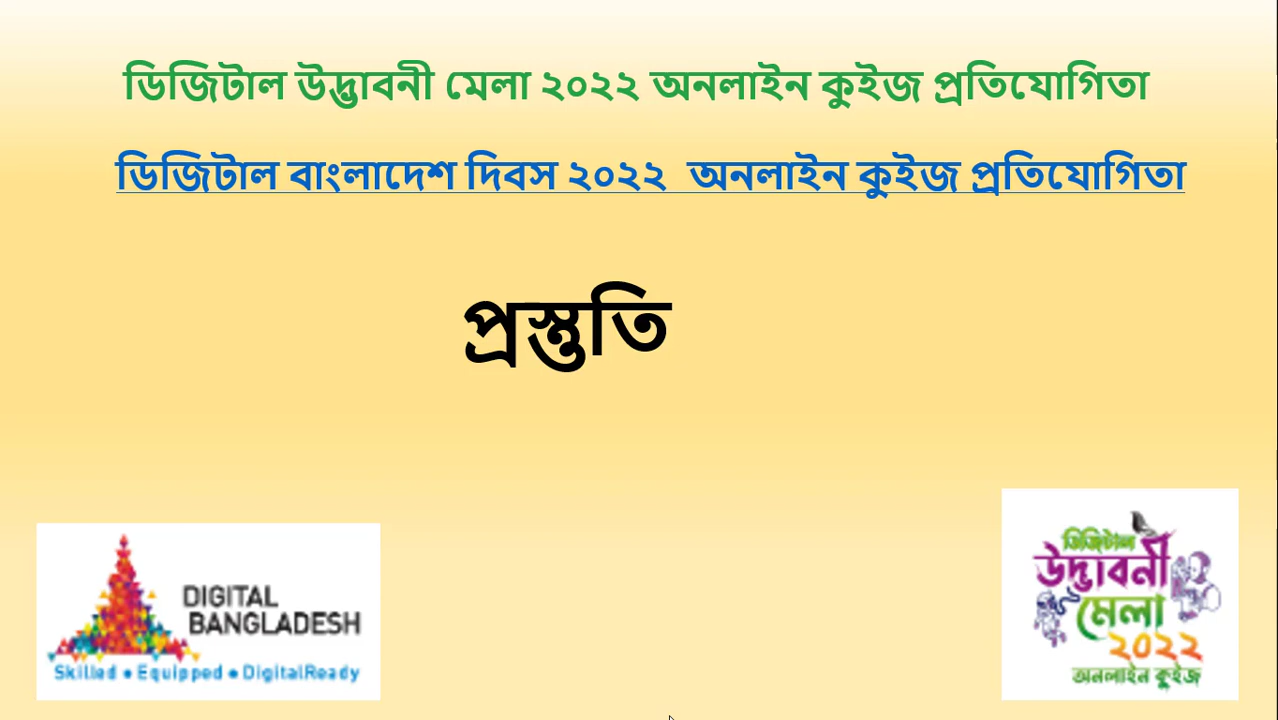 ডিজিটাল উদ্ভাবনী মেলা ২০২২ অনলাইন কুইজ প্রতিযোগিতা
ডিজিটাল বাংলাদেশ দিবস ২০২২ অনলাইন কুইজ প্রতিযোগিতা
প্রস্তুতি
DIGITAL
BANGLADESH
Skilled • Equipped • DigitalReady
ডিজিটাল
উদ্ভাবনী
মেলা
২০২২
অনলাইন কুইজ